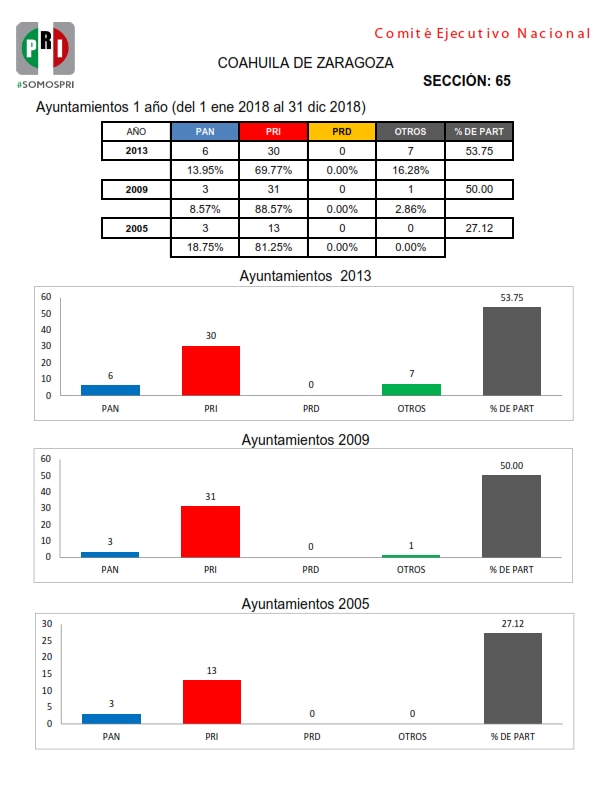 PRI
#SOMOSPRI
Comité Ejecutivo Nacional
COAHUILA DE ZARAGOZA
SECCIÓN: 65
Ayuntamientos 1 año (del 1 ene 2018 al 31 dic 2018)
AÑO PAN PRI PRD OTROS % DE PART
2013 6 30 0 7 53.75
13.95% 69.77% 0.00% 16.28%
2009 3 31 0 1 50.00
8.57% 88.57% 0.00% 2.86%
2005 3 13 0 0 27.12
18.75% 81.25% 0.00% 0.00%
Ayuntamientos 2013
60
50
40
30
20
10
0
6 30 0 7 53.75
PAN PRI PRD OTROS % DE PART
Ayuntamientos 2009
60
50
40
30
20
10
0
3 31 0 1 50.00
PAN PRI PRD OTROS % DE PART
Ayuntamientos 2005
30
25
20
15
10
5
0
3 13 0 0 27.12
PAN PRI PRD OTROS % DE PART